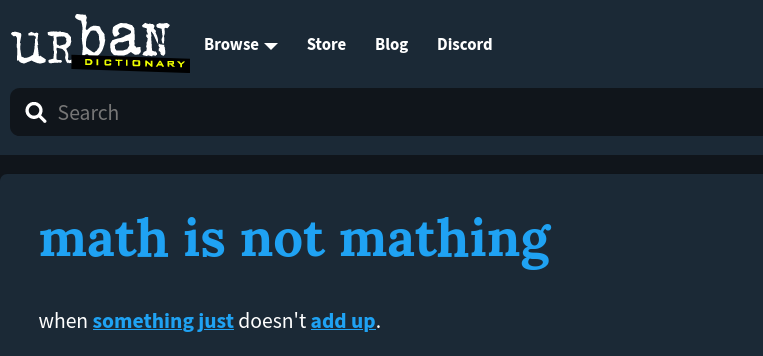 urban
DICTIONARY
Browse Store Blog Discord
Search
math is not mathing
when something just doesn't add up.